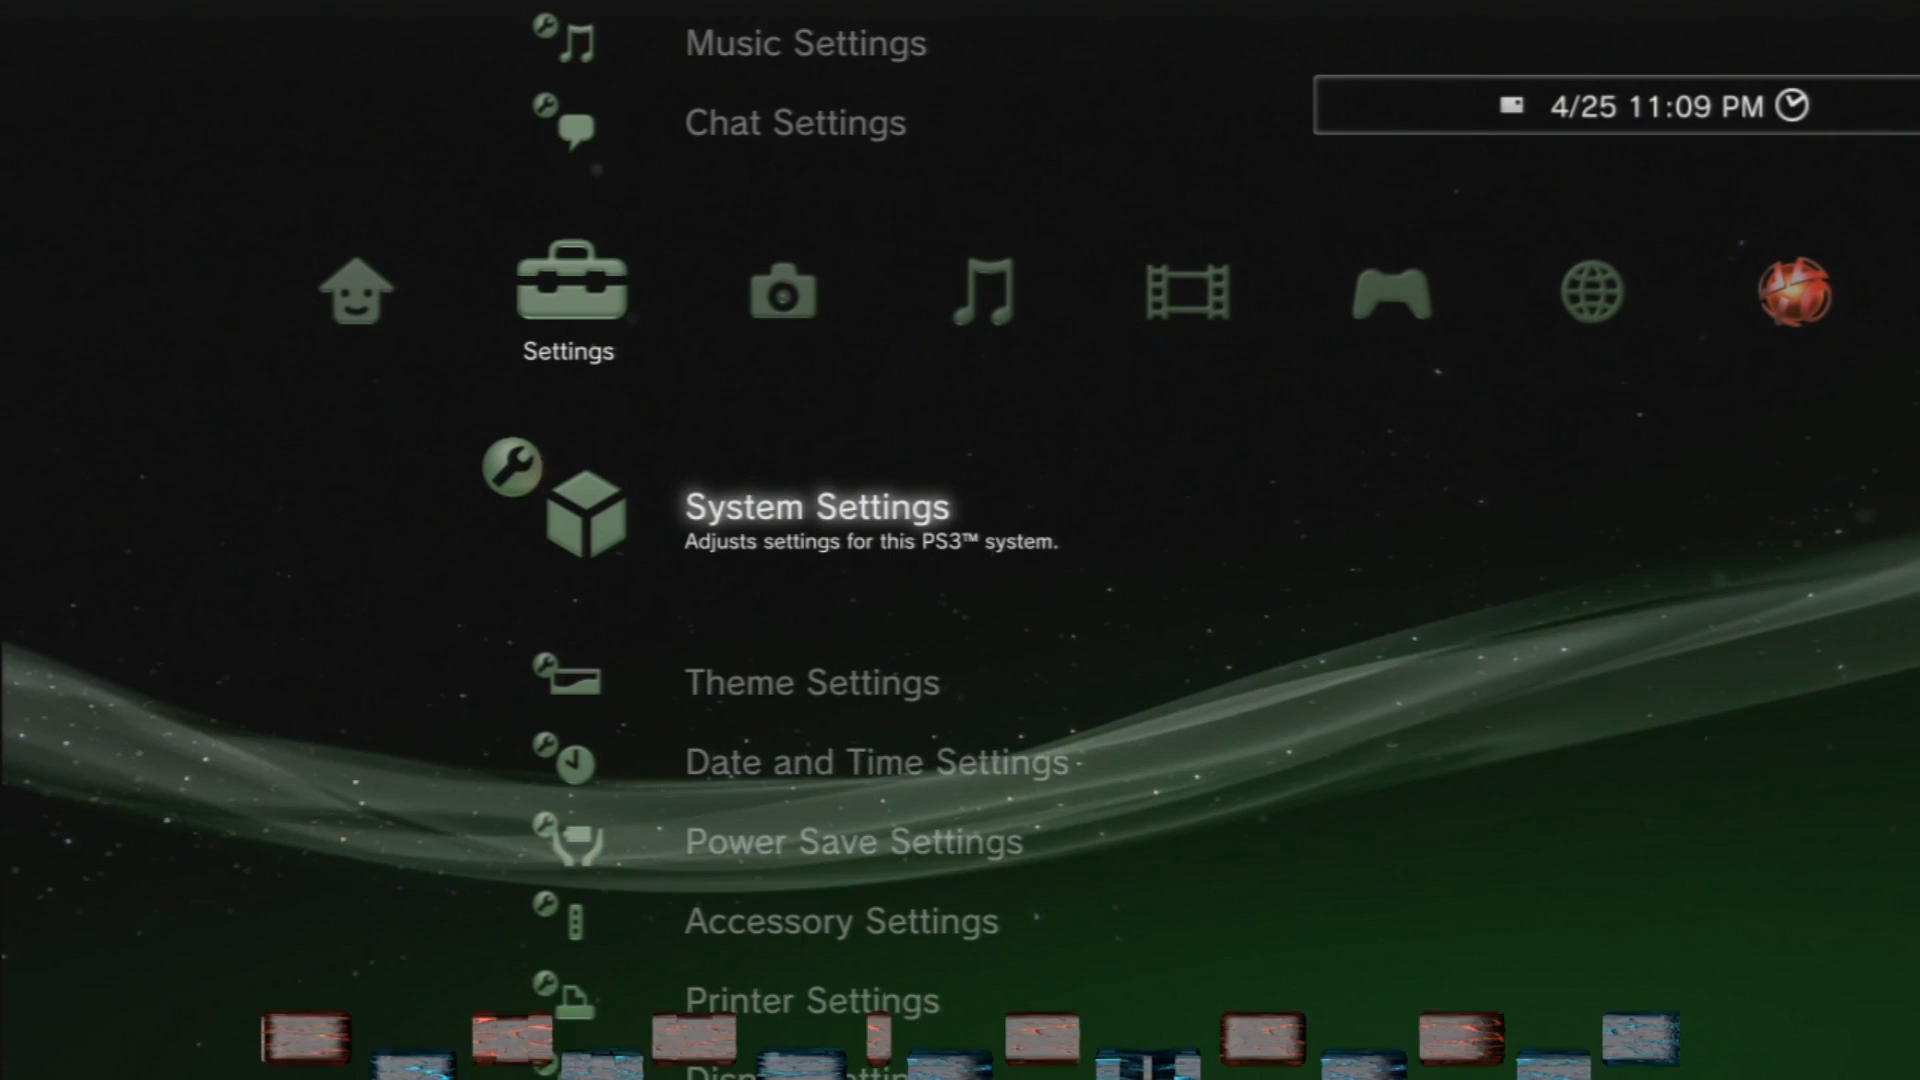 Music Settings
Chat Settings
4/25 11:09 PM
Settings
System Settings
Adjusts settings for this PS3™ system.
Theme Settings
Date and Time Settings
Power Save Settings
Accessory Settings
Printer Settings